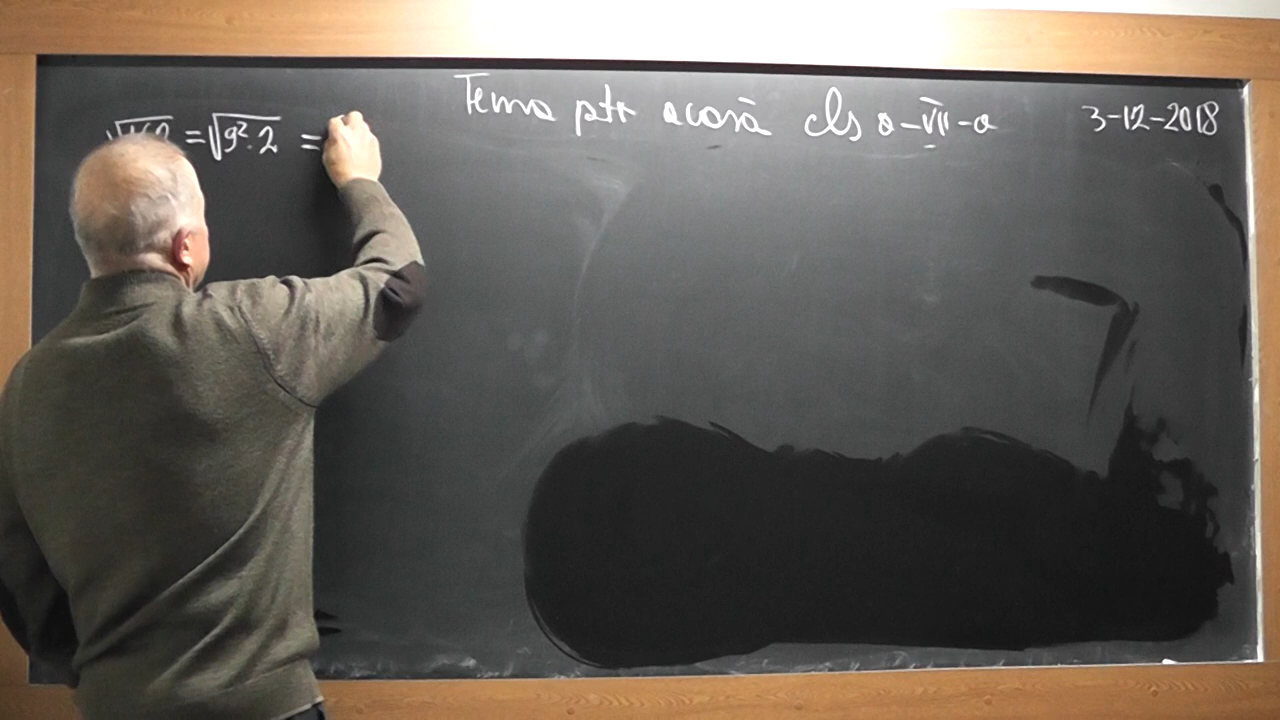 Tema ptr acasă cls a-VII-a 3-12-2018
= √9²·2 =